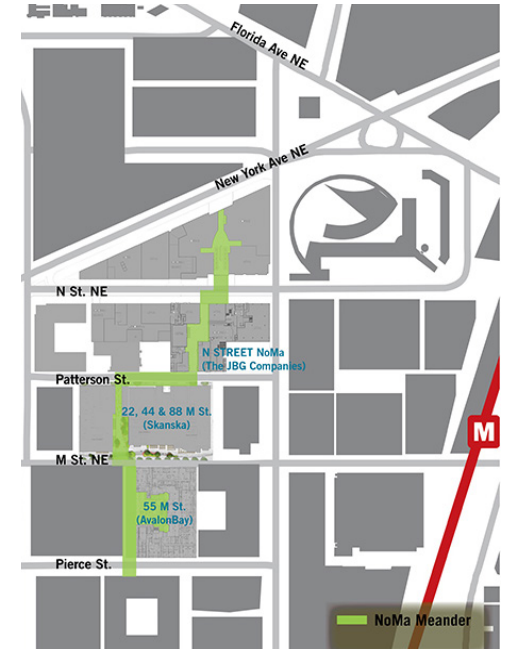 Florida Ave NE
New York Ave NE
N St. NE
N STREET NoMa
(The JBG Companies)
Patterson St.
22, 44 & 88 M St.
(Skanska)
M
M St. NE
55 M St.
(AvalonBay)
Pierce St.
NoMa Meander